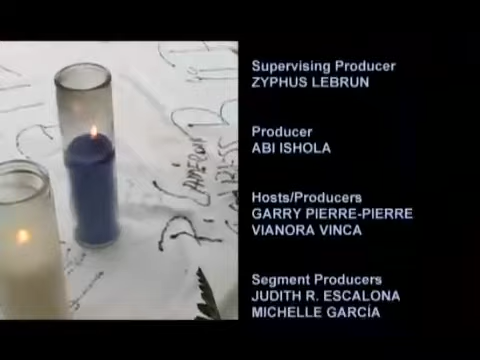 Supervising Producer
ZYPHUS LEBRUN
Producer
ABI ISHOLA
Hosts/Producers
GARRY PIERRE-PIERRE
VIANORA VINCA
Segment Producers
JUDITH R. ESCALONA
MICHELLE GARCÍA
P. CAMERON